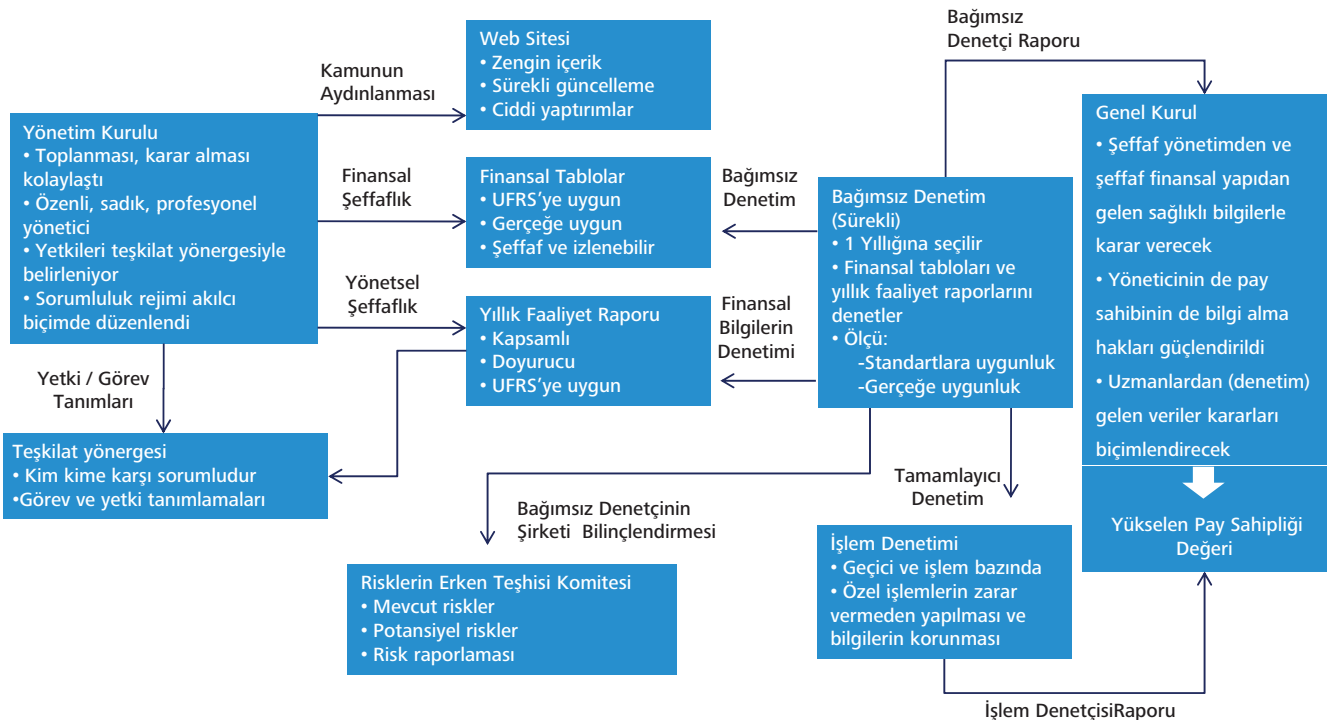 Bağımsız
Denetçi Raporu
Web Sitesi
• Zengin içerik
• Sürekli güncelleme
• Ciddi yaptırımlar
Kamunun
Aydınlanması
Yönetim Kurulu
• Toplanması, karar alması
kolaylaştı
• Özenli, sadık, profesyonel
yönetici
• Yetkileri teşkilat yönergesiyle
belirleniyor
• Sorumluluk rejimi akılcı
biçimde düzenlendi
Finansal
Şeffaflık
Finansal Tablolar
• UFRS’ye uygun
• Gerçeğe uygun
• Şeffaf ve izlenebilir
Bağımsız
Denetim
Bağımsız Denetim
(Sürekli)
• 1 Yıllığına seçilir
• Finansal tabloları ve
yıllık faaliyet raporlarını
denetler
• Ölçü:
-Standartlara uygunluk
-Gerçeğe uygunluk
Genel Kurul
• Şeffaf yönetimden ve
şeffaf finansal yapıdan
gelen sağlıklı bilgilerle
karar verecek
• Yöneticinin de pay
sahibinin de bilgi alma
hakları güçlendirildi
• Uzmanlardan (denetim)
gelen veriler kararları
biçimlendirecek
Yükselen Pay Sahipliği
Değeri
Yönetsel
Şeffaflık
Yıllık Faaliyet Raporu
• Kapsamlı
• Doyurucu
• UFRS’ye uygun
Finansal
Bilgilerin
Denetimi
Yetki / Görev
Tanımları
Teşkilat yönergesi
• Kim kime karşı sorumludur
•Görev ve yetki tanımlamaları
Bağımsız Denetçinin
Şirketi Bilinçlendirmesi
Tamamlayıcı
Denetim
Risklerin Erken Teşhisi Komitesi
• Mevcut riskler
• Potansiyel riskler
• Risk raporlaması
İşlem Denetimi
• Geçici ve işlem bazında
• Özel işlemlerin zarar
vermeden yapılması ve
bilgilerin korunması
İşlem DenetçisiRaporu